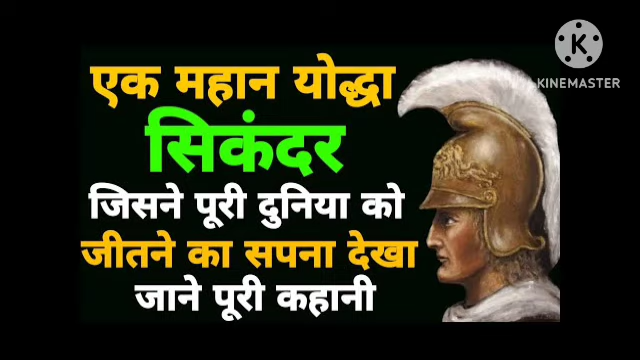 एक महान योद्धा
सिकंदर
जिसने पूरी दुनिया को
जीतने का सपना देखा
जाने पूरी कहानी
K
KINEMASTER